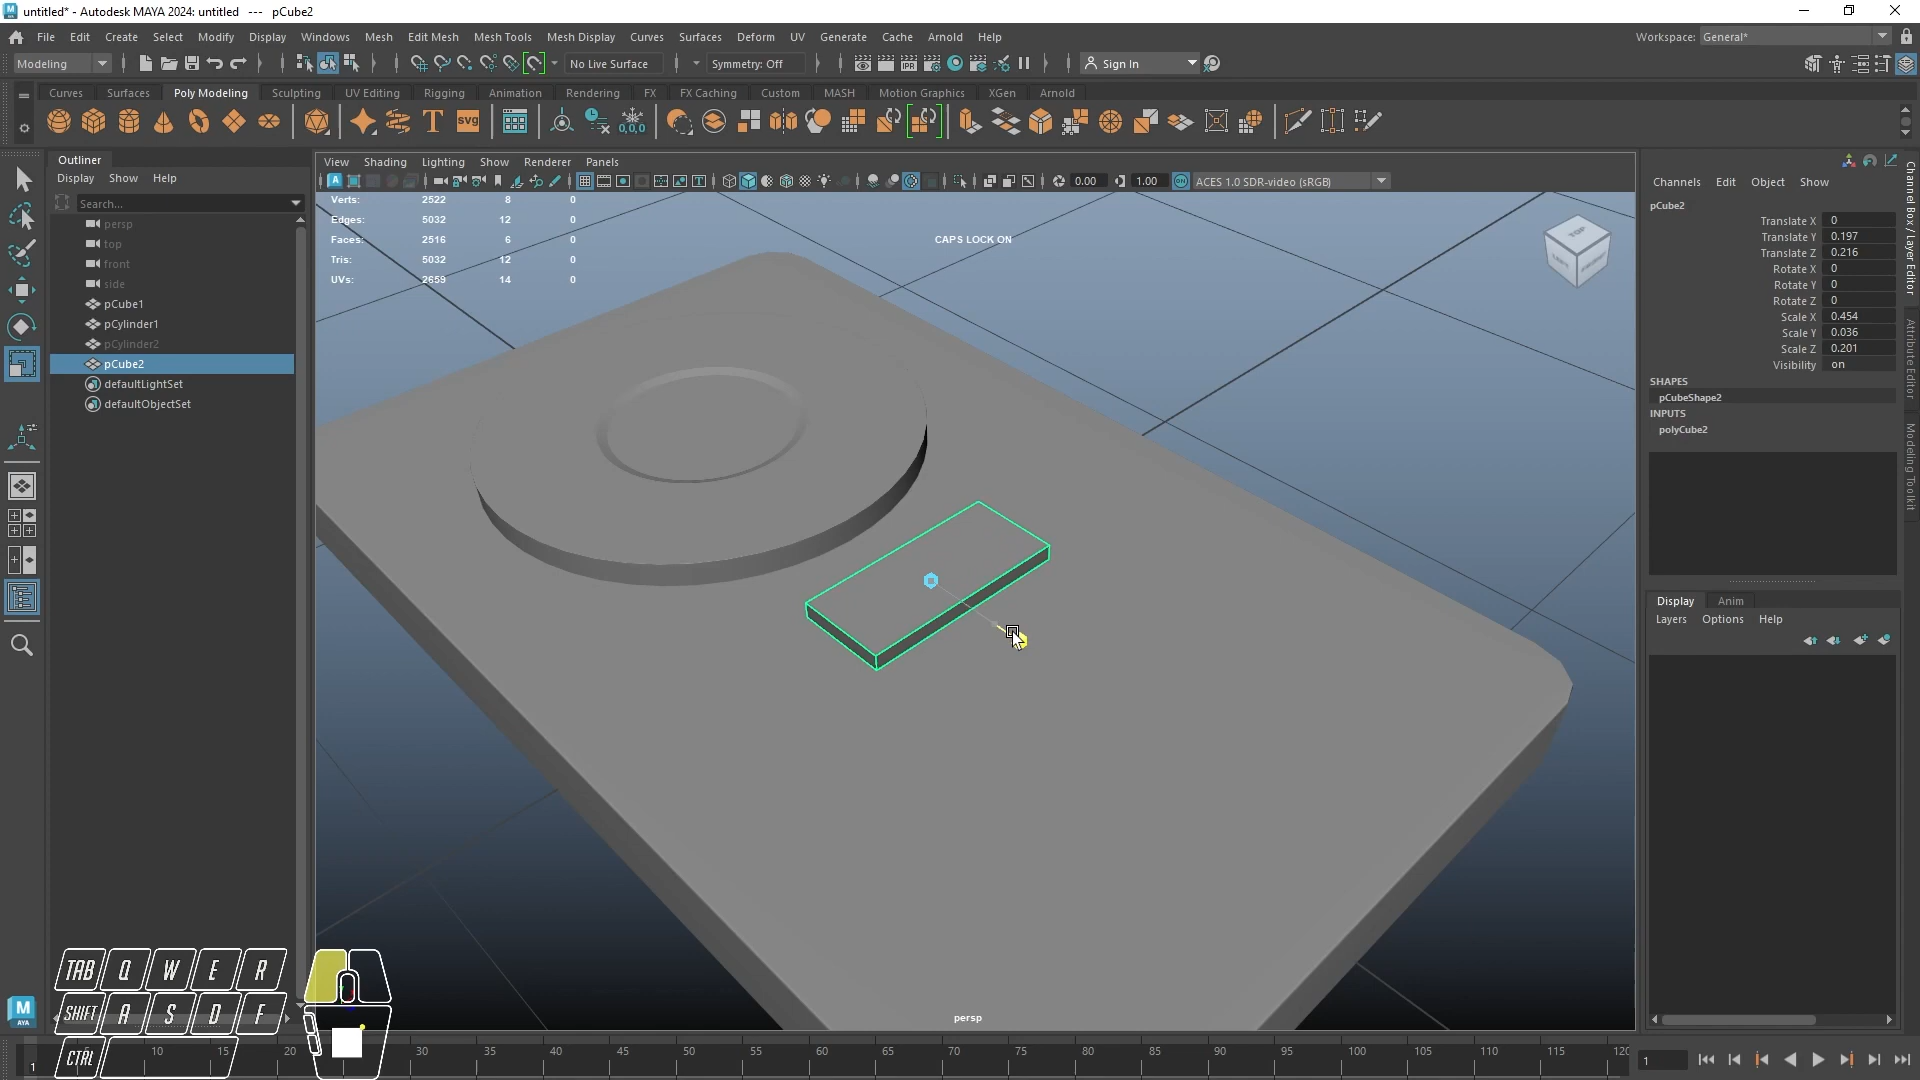 untitled* - Autodesk MAYA 2024: untitled --- pCube2
File Edit Create Select Modify Display Windows Mesh Edit Mesh Mesh Tools Mesh Display Curves Surfaces Deform UV Generate Cache Arnold Help
Workspace: General*
Modeling
No Live Surface
Symmetry: Off
Sign In
Curves Surfaces Poly Modeling Sculpting UV Editing Rigging Animation Rendering FX FX Caching Custom MASH Motion Graphics XGen Arnold
T svg
0,0,0
Outliner
Display Show Help
Search...
persp
top
front
side
pCube1
pCylinder1
pCylinder2
pCube2
defaultLightSet
defaultObjectSet
View Shading Lighting Show Renderer Panels
0.00
1.00
ACES 1.0 SDR-video (sRGB)
Verts: 2522 8 0
Edges: 5032 12 0
Faces: 2516 6 0
Tris: 5032 12 0
UVs: 2659 14 0
CAPS LOCK ON
TOP
persp
Channels Edit Object Show
pCube2
Translate X 0
Translate Y 0.197
Translate Z 0.216
Rotate X 0
Rotate Y 0
Rotate Z 0
Scale X 0.454
Scale Y 0.036
Scale Z 0.201
Visibility on
SHAPES
pCubeShape2
INPUTS
polyCube2
Channel Box / Layer Editor
Attribute Editor
Modeling Toolkit
Display Anim
Layers Options Help
TAB Q W E R
SHIFT A S D F
CTRL
M
AYA
1
5 10 15 20 30 35 40 45 50 55 60 65 70 75 80 85 90 95 100 105 110 115 120
1